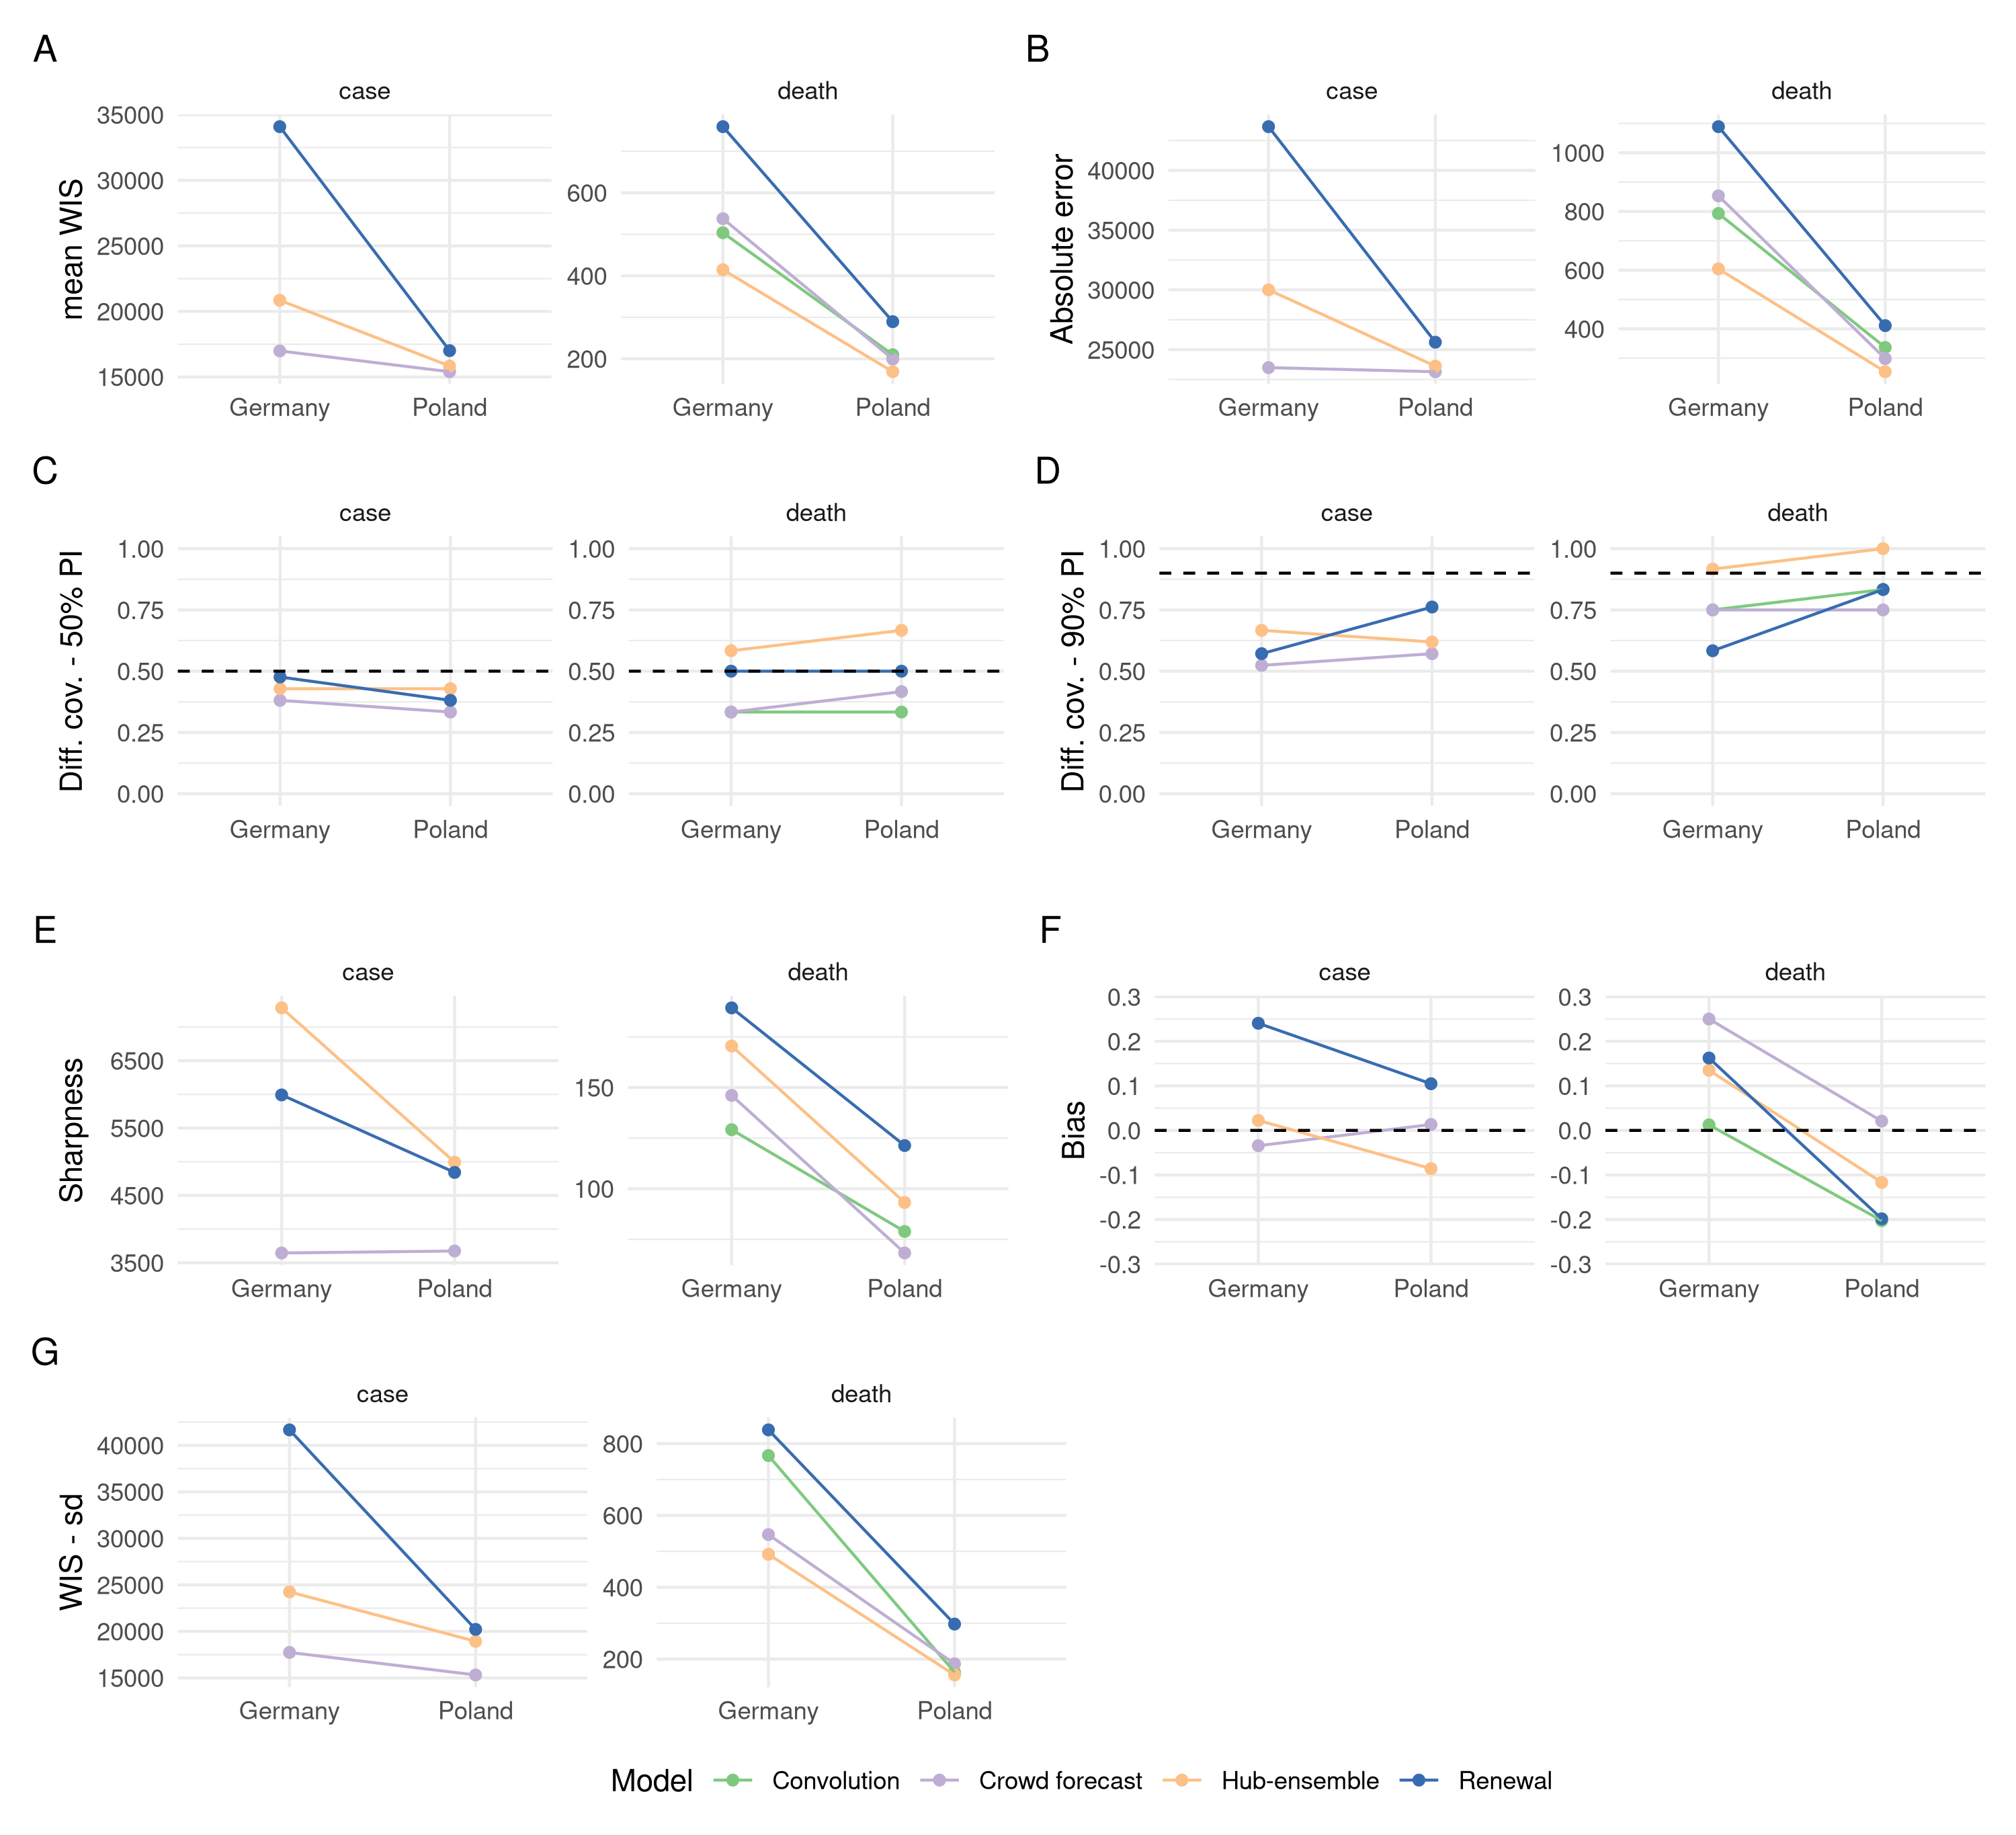 A
case
death
mean WIS
35000
30000
25000
20000
15000
600
400
200
Germany
Poland
Germany
Poland
B
case
death
Absolute error
40000
35000
30000
25000
1000
800
600
400
Germany
Poland
Germany
Poland
C
case
death
Diff. cov. - 50% PI
1.00
0.75
0.50
0.25
0.00
1.00
0.75
0.50
0.25
0.00
Germany
Poland
Germany
Poland
D
case
death
Diff. cov. - 90% PI
1.00
0.75
0.50
0.25
0.00
1.00
0.75
0.50
0.25
0.00
Germany
Poland
Germany
Poland
E
case
death
Sharpness
6500
5500
4500
3500
150
100
Germany
Poland
Germany
Poland
F
case
death
Bias
0.3
0.2
0.1
0.0
-0.1
-0.2
-0.3
0.3
0.2
0.1
0.0
-0.1
-0.2
-0.3
Germany
Poland
Germany
Poland
G
case
death
WIS - sd
40000
35000
30000
25000
20000
15000
800
600
400
200
Germany
Poland
Germany
Poland
Model Convolution Crowd forecast Hub-ensemble Renewal